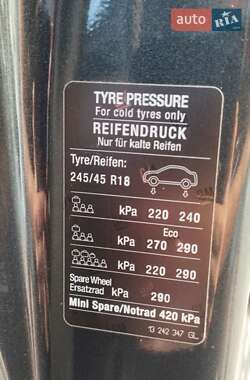 AUTO RIA
.com
TYRE PRESSURE
For cold tyres only
REIFENDRUCK
Nur für kalte Reifen
Tyre/Reifen:
245/45 R18
kPa 220 240
Eco
kPa 270 290
kPa 220 290
Spare Wheel
Ersatzrad kPa 290
Mini Spare/Notrad 420 kPa
13 242 347 GL